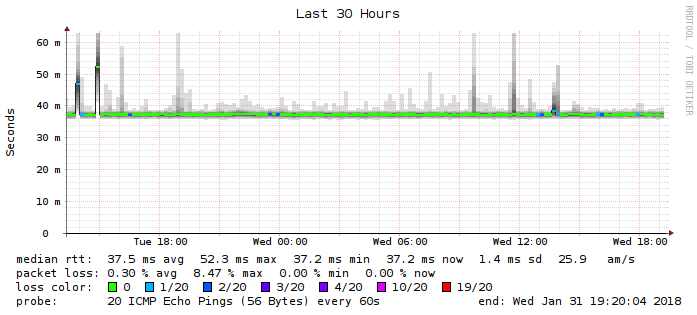 Last 30 Hours
RRDTOOL / TOBI OETIKER
Seconds
60 m
50 m
40 m
30 m
20 m
10 m
0
Tue 18:00 Wed 00:00 Wed 06:00 Wed 12:00 Wed 18:00
median rtt: 37.5 ms avg 52.3 ms max 37.2 ms min 37.2 ms now 1.4 ms sd 25.9 am/s
packet loss: 0.30 % avg 8.47 % max 0.00 % min 0.00 % now
loss color: 0 1/20 2/20 3/20 4/20 10/20 19/20
probe: 20 ICMP Echo Pings (56 Bytes) every 60s end: Wed Jan 31 19:20:04 2018